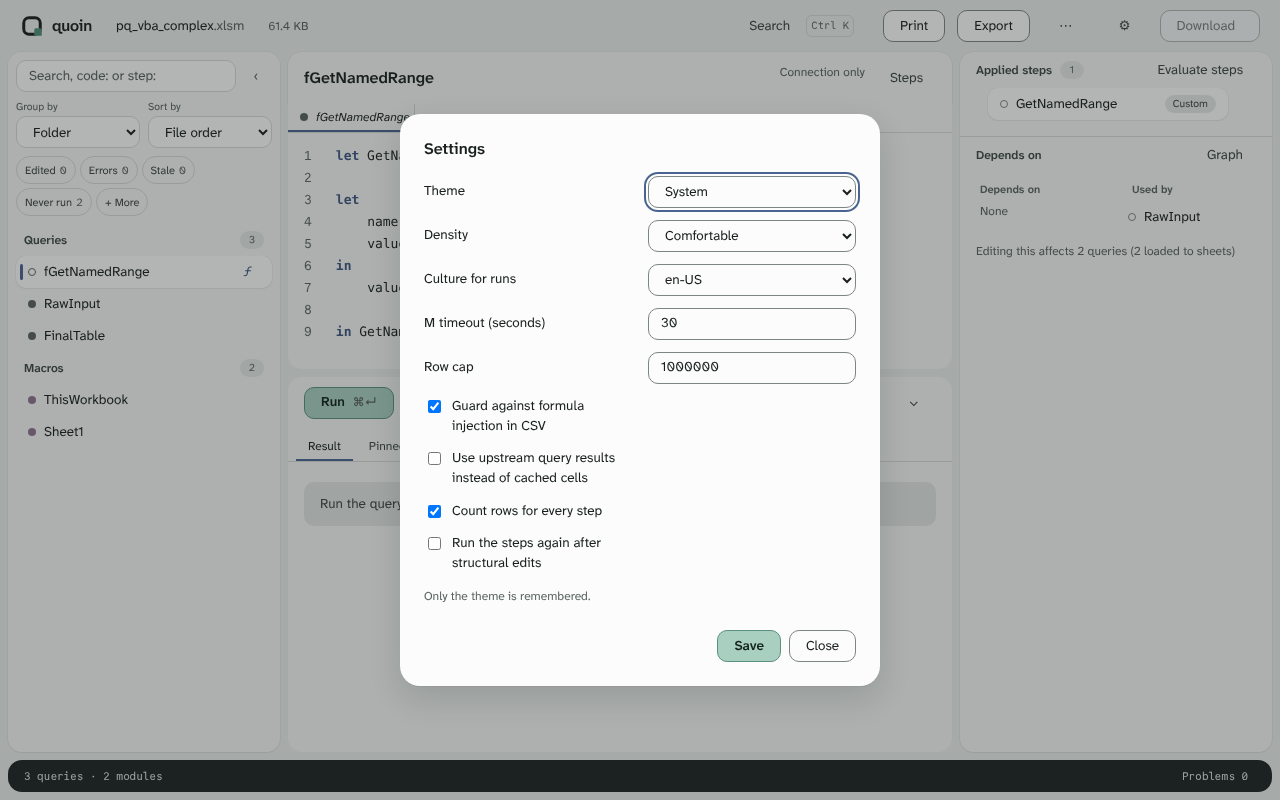 quoin pq_vba_complex.xlsm 61.4 KB Search Ctrl K Print Export ⋯ ⚙ Download
Search, code: or step: ‹
Group by Sort by
Folder File order
Edited 0 Errors 0 Stale 0
Never run 2 + More
Queries 3
fGetNamedRange ƒ
RawInput
FinalTable
Macros 2
ThisWorkbook
Sheet1
fGetNamedRange Connection only Steps
fGetNamedRange
1 let GetN
2
3 let
4 name
5 valu
6 in
7 valu
8
9 in GetNa
Run ⌘↵
Result Pinne
Run the query
Settings
Theme System
Density Comfortable
Culture for runs en-US
M timeout (seconds) 30
Row cap 1000000
Guard against formula
injection in CSV
Use upstream query results
instead of cached cells
Count rows for every step
Run the steps again after
structural edits
Only the theme is remembered.
Save Close
Applied steps 1 Evaluate steps
GetNamedRange Custom
Depends on Graph
Depends on Used by
None RawInput
Editing this affects 2 queries (2 loaded to sheets)
3 queries · 2 modules Problems 0